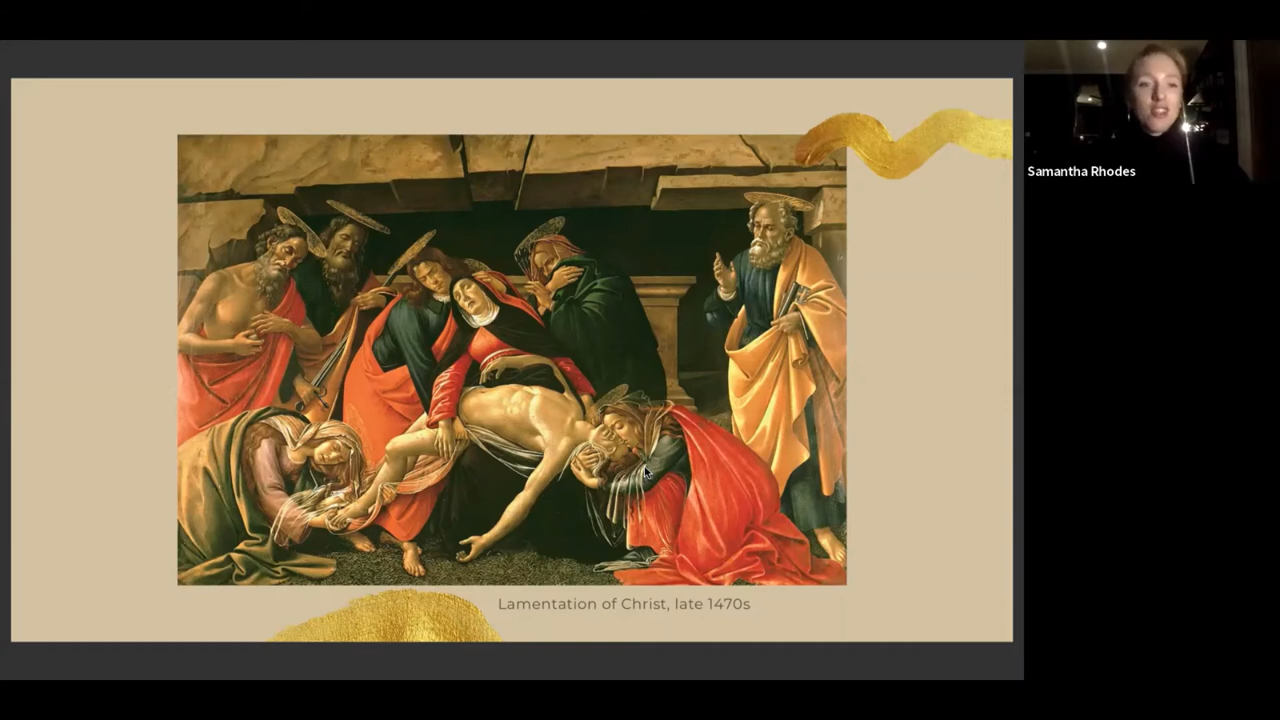 Samantha Rhodes
Lamentation of Christ, late 1470s